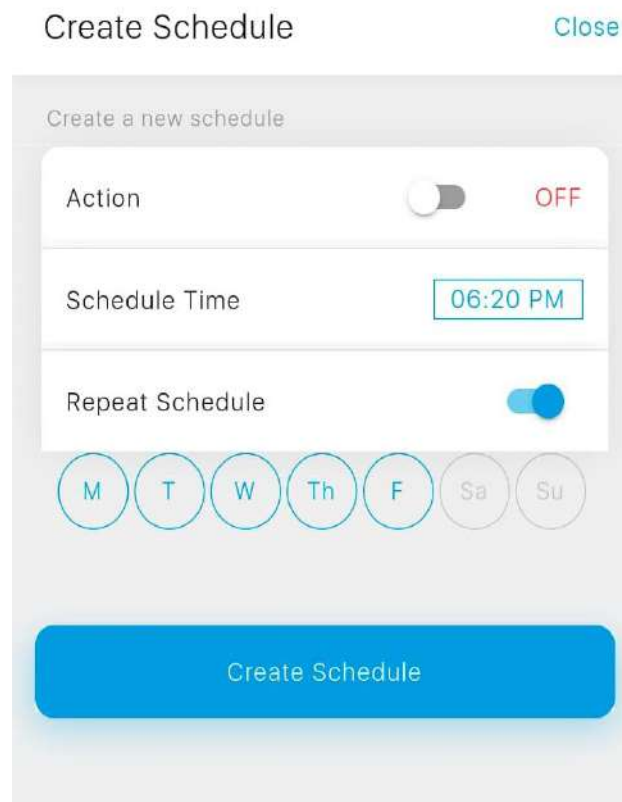 Create Schedule Close
Create a new schedule
Action OFF
Schedule Time 06:20 PM
Repeat Schedule
M T W Th F Sa Su
Create Schedule